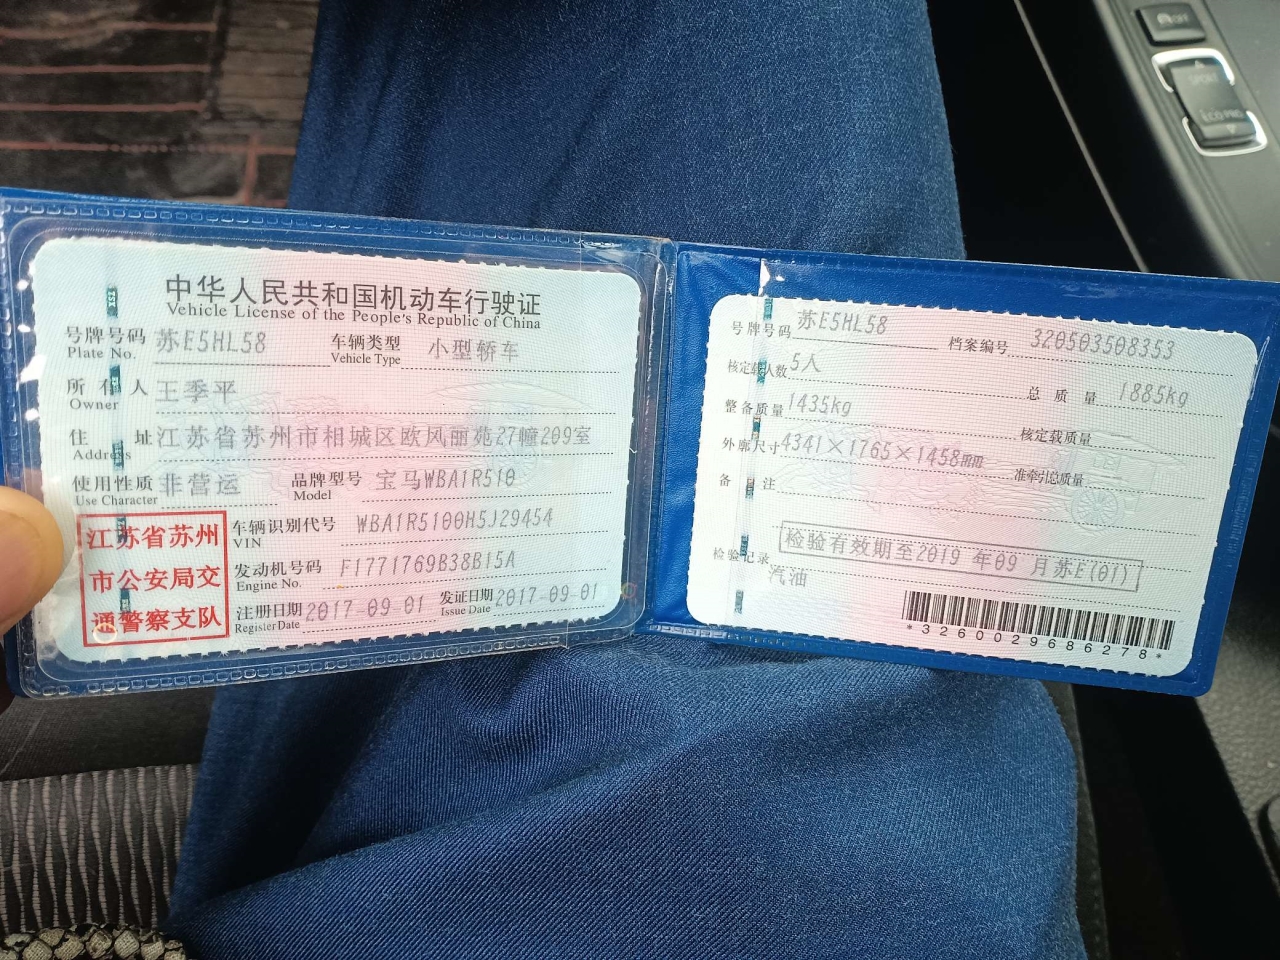 中华人民共和国机动车行驶证
Vehicle License of the People's Republic of China
号牌号码 苏E5HL58 车辆类型 小型轿车
Plate No. Vehicle Type
所有人 王季平
Owner
住址 江苏省苏州市相城区欧风丽苑27幢209室
Address
使用性质 非营运 品牌型号 宝马WBA1R510
Use Character Model
江苏省苏州
市公安局交
通警察支队
车辆识别代号 WBA1R5100H5J29454
VIN
发动机号码 F1771769B38B15A
Engine No.
注册日期 2017-09-01 发证日期 2017-09-01
Register Date Issue Date
号牌号码 苏E5HL58 档案编号 320503508353
核定载人数 5人 总质量 1885kg
整备质量 1435kg 核定载质量
外廓尺寸 4341×1765×1458mm 准牵引总质量
备注
检验有效期至2019 年09 月苏E(01)
检验记录
汽油
*3260029686278*
SPORT
ECO PRO